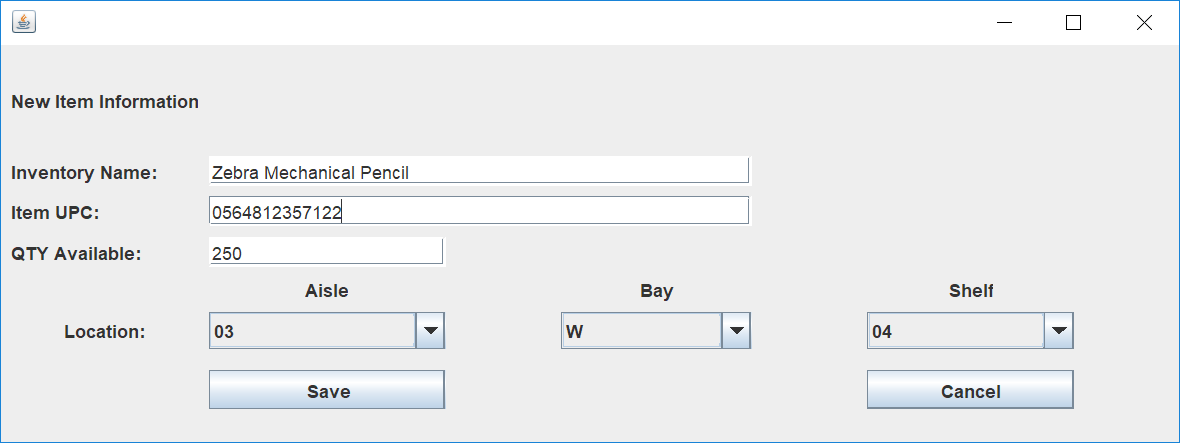 New Item Information
Inventory Name: Zebra Mechanical Pencil
Item UPC: 0564812357122
QTY Available: 250
Aisle Bay Shelf
Location: 03 W 04
Save Cancel